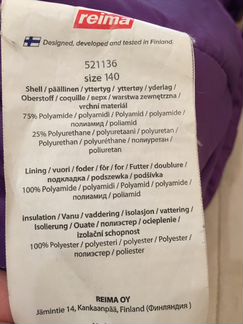 reima
Designed, developed and tested in Finland.
521136
size 140
Shell / päällinen / yttertyg / yttertøy / yderlag /
Oberstoff / coquille / верх / warstwa zewnętrzna /
vrchní materiál
75% Polyamide / polyamidi / Polyamid / polyamide /
полиамид / poliamid
25% Polyurethane / polyuretaani / polyuretan /
Polyurethan / polyuréthane / полиуретан /
poliuretan
Lining / vuori / foder / fôr / for / Futter / doublure /
подкладка / podszewka / podšívka
100% Polyamide / polyamidi / Polyamid / polyamide /
полиамид / poliamid
insulation / Vanu / vaddering / isolasjon / vattering /
Isolierung / Ouate / полиэстер / ocieplenie /
izolační schopnost
100% Polyester / polyesteri / polyester / Polyester /
полиэстер / poliester
REIMA OY
Jämintie 14, Kankaanpää, Finland (Финляндия )